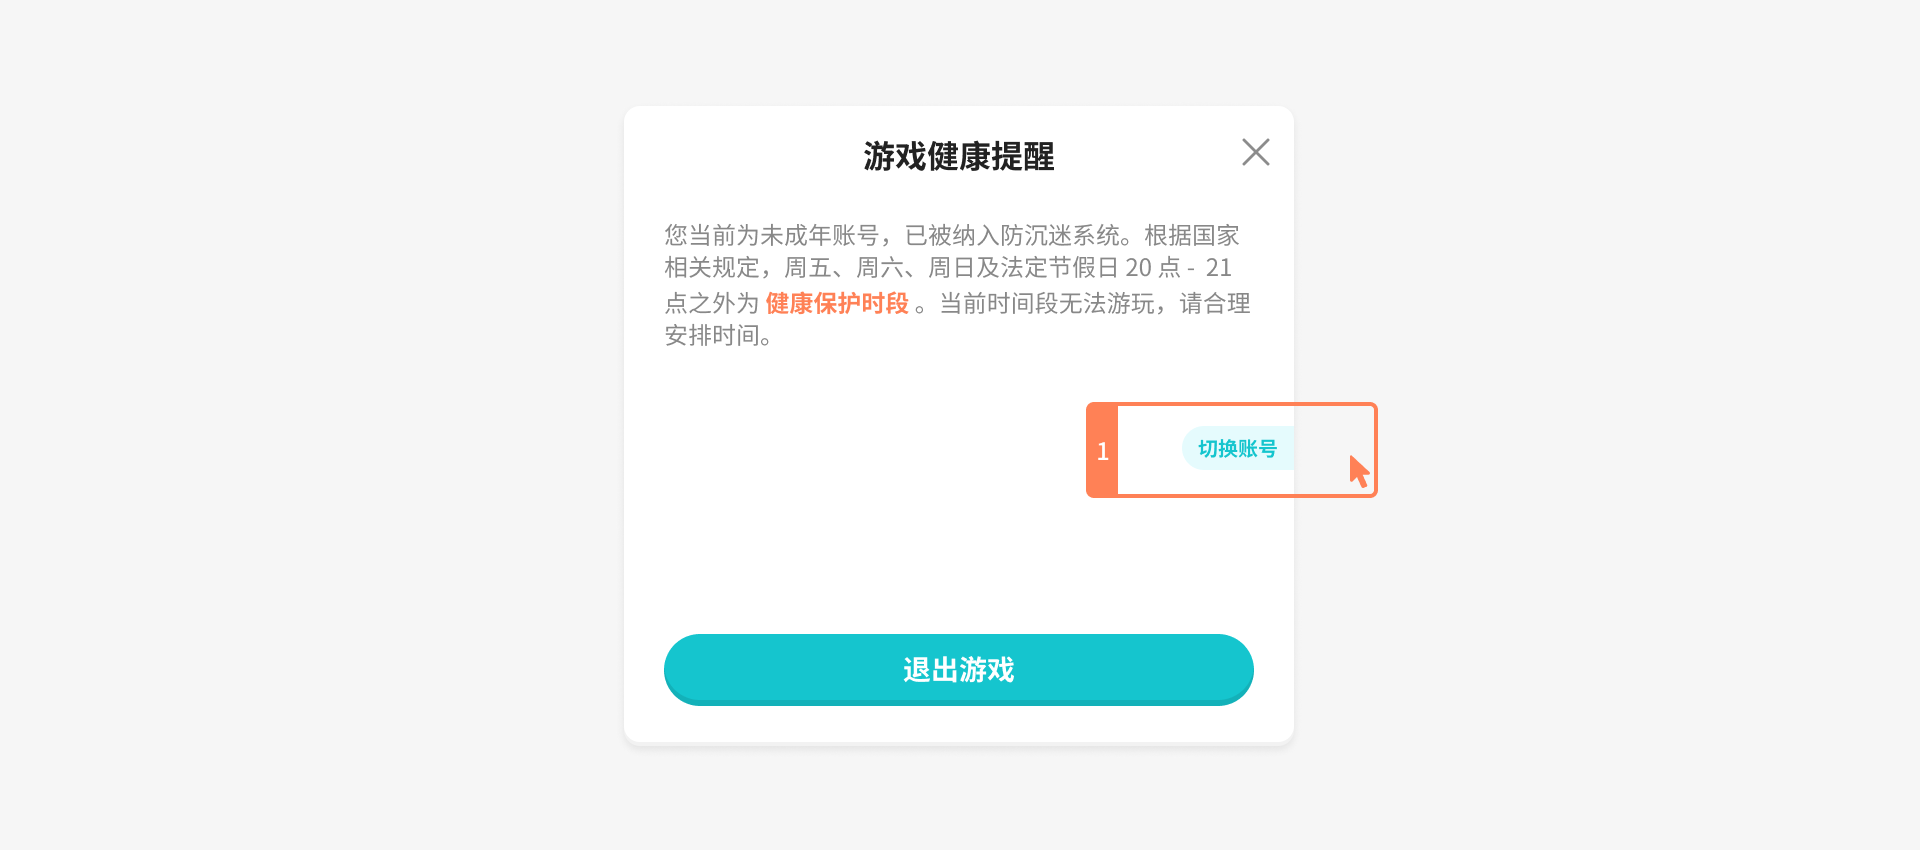 游戏健康提醒
您当前为未成年账号，已被纳入防沉迷系统。根据国家
相关规定，周五、周六、周日及法定节假日 20 点 - 21
点之外为 健康保护时段 。当前时间段无法游玩，请合理
安排时间。
1
切换账号
退出游戏